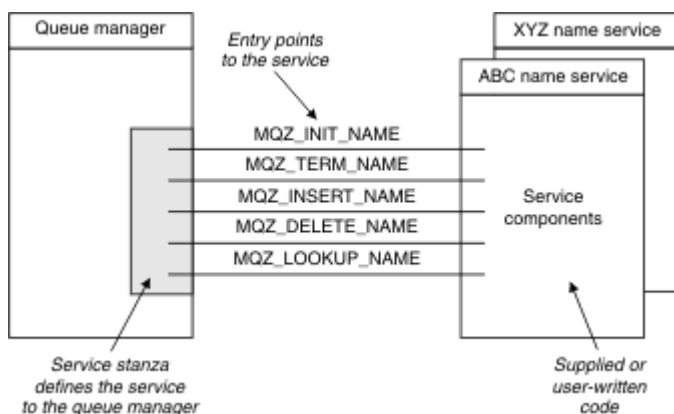 Queue manager
Entry points
to the service
XYZ name service
ABC name service
MQZ_INIT_NAME
MQZ_TERM_NAME
MQZ_INSERT_NAME
MQZ_DELETE_NAME
MQZ_LOOKUP_NAME
Service
components
Service stanza
defines the service
to the queue manager
Supplied or
user-written
code